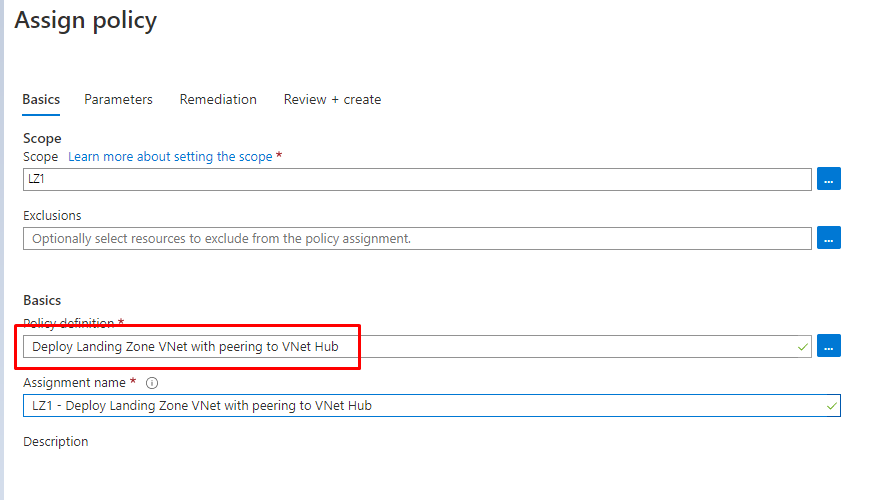 Assign policy
Basics Parameters Remediation Review + create
Scope
Scope Learn more about setting the scope *
LZ1
...
Exclusions
Optionally select resources to exclude from the policy assignment.
...
Basics
Policy definition *
Deploy Landing Zone VNet with peering to VNet Hub
...
Assignment name *
LZ1 - Deploy Landing Zone VNet with peering to VNet Hub
Description